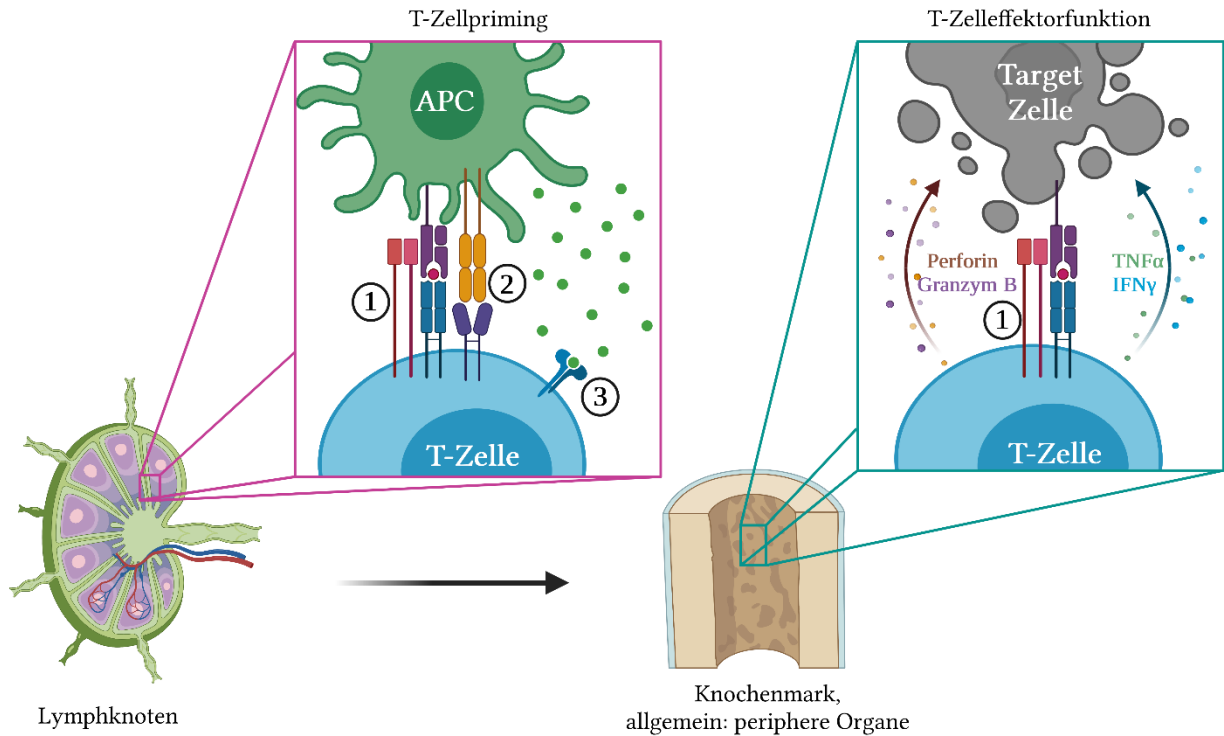 T-Zellpriming
APC
1
2
3
T-Zelle
T-Zelleffektorfunktion
Target
Zelle
Perforin
Granzym B
TNFα
IFNγ
1
T-Zelle
Lymphknoten
Knochenmark,
allgemein: periphere Organe